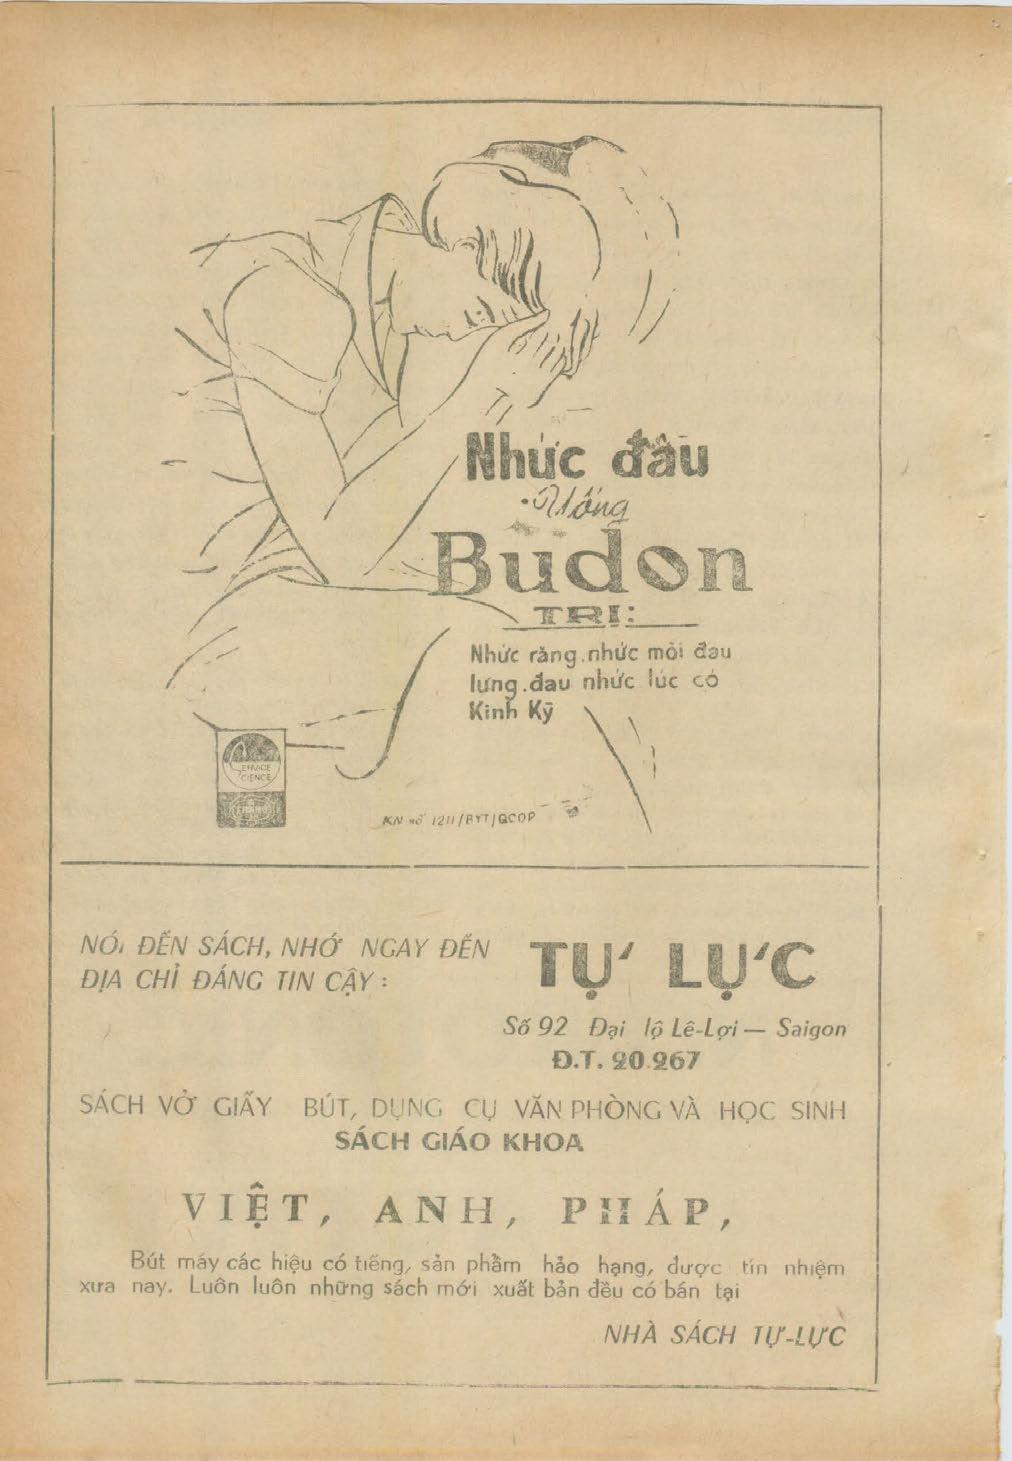 Nhức đầu
Uống
Budon
TRỊ:
Nhức răng.nhức mỏi đau
lưng.đau nhức lúc có
Kinh Kỹ
SERVICE
SCIENCE
KN số 1211/BYT/QCDP
NÓI ĐẾN SÁCH, NHỚ NGAY ĐẾN
ĐỊA CHỈ ĐÁNG TIN CẬY :
TỰ LỰC
Số 92 Đại lộ Lê-Lợi — Saigon
Đ.T. 20.267
SÁCH VỞ GIẤY BÚT, DỤNG CỤ VĂN PHÒNG VÀ HỌC SINH
SÁCH GIÁO KHOA
VIỆT, ANH, PHÁP,
Bút máy các hiệu có tiếng, sản phầm hảo hạng, được tín nhiệm
xưa nay. Luôn luôn những sách mới xuất bản đều có bán tại
NHÀ SÁCH TỰ-LỰC